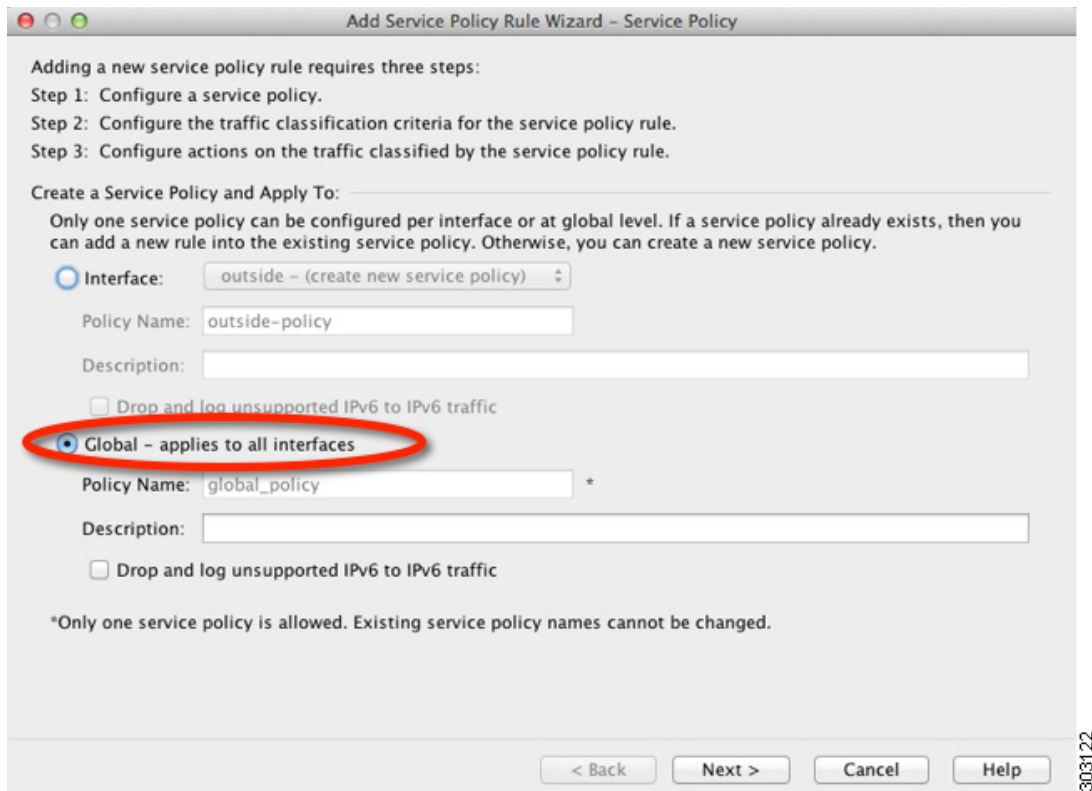 Add Service Policy Rule Wizard – Service Policy
Adding a new service policy rule requires three steps:
Step 1: Configure a service policy.
Step 2: Configure the traffic classification criteria for the service policy rule.
Step 3: Configure actions on the traffic classified by the service policy rule.
Create a Service Policy and Apply To:
Only one service policy can be configured per interface or at global level. If a service policy already exists, then you
can add a new rule into the existing service policy. Otherwise, you can create a new service policy.
Interface: outside – (create new service policy)
Policy Name: outside-policy
Description:
Drop and log unsupported IPv6 to IPv6 traffic
Global – applies to all interfaces
Policy Name: global_policy *
Description:
Drop and log unsupported IPv6 to IPv6 traffic
*Only one service policy is allowed. Existing service policy names cannot be changed.
< Back Next > Cancel Help
303122